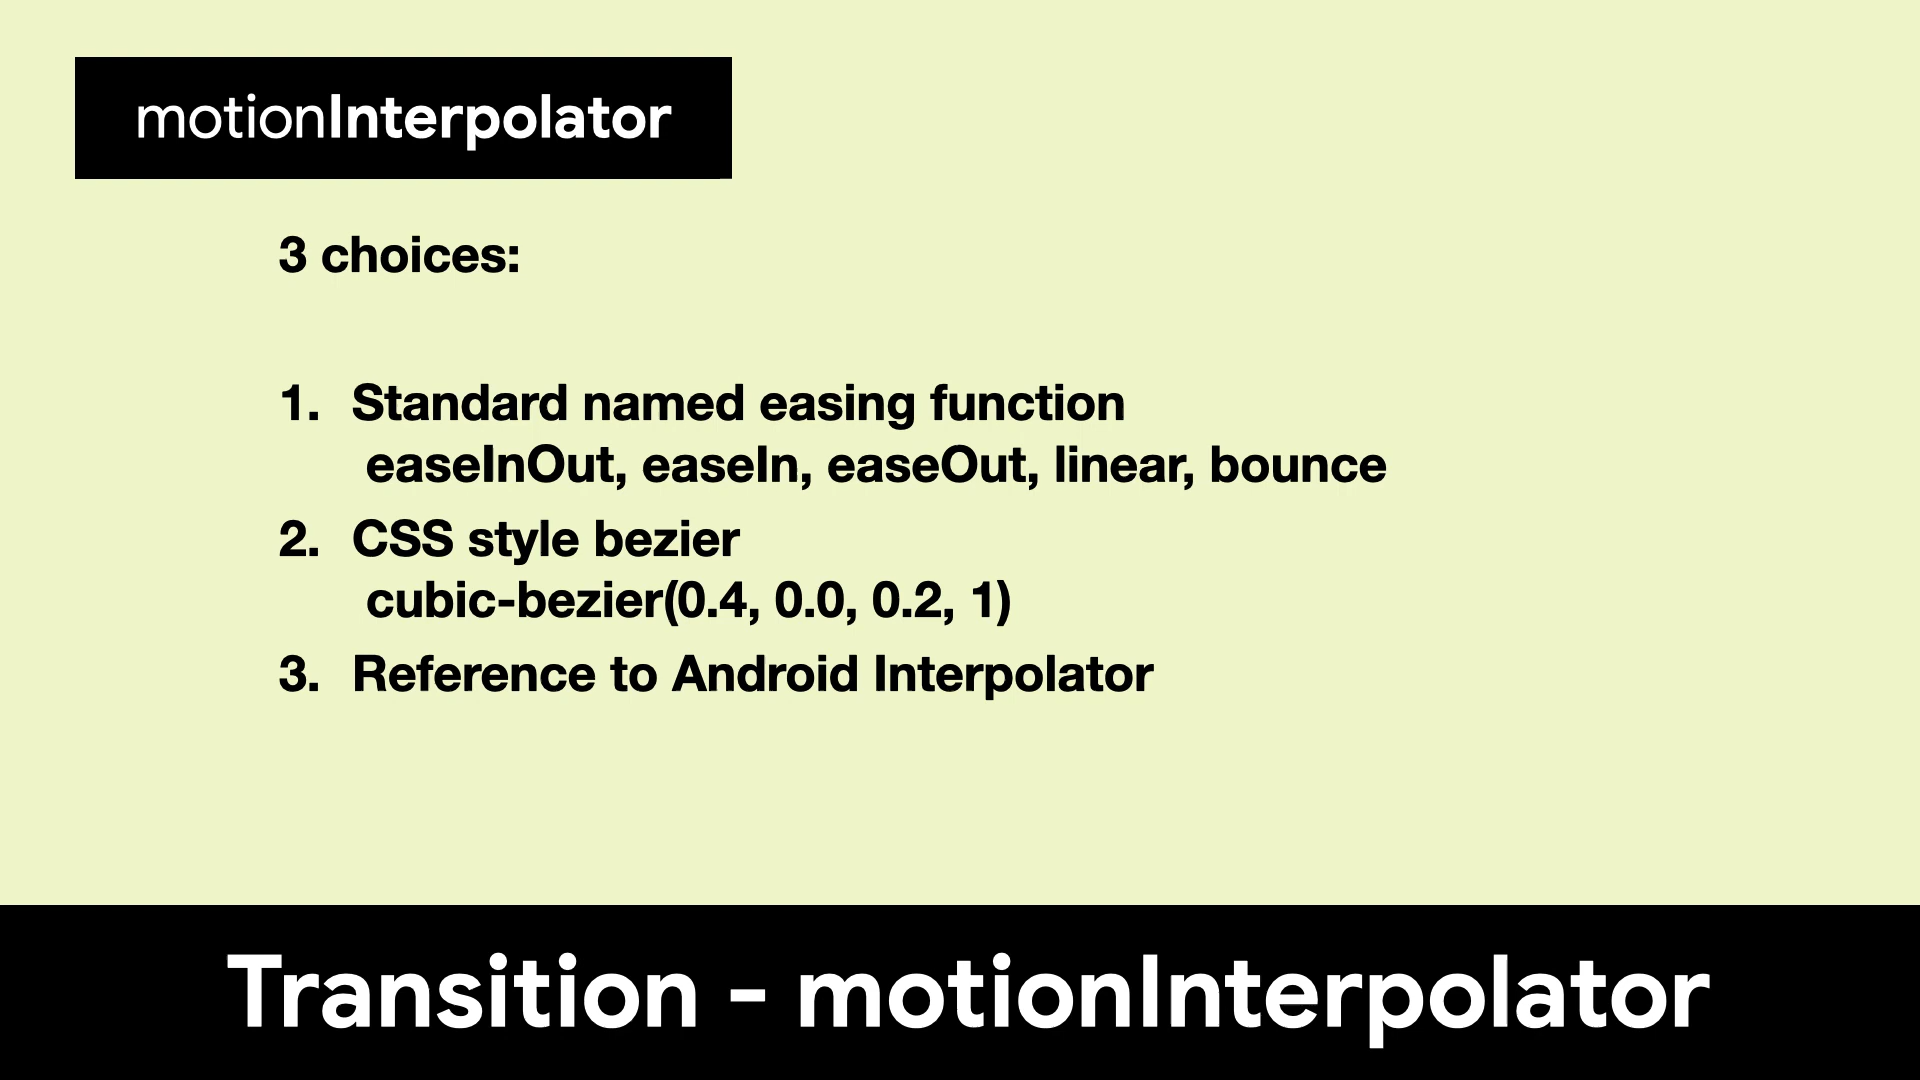 motionInterpolator
3 choices:
1. Standard named easing function
easeInOut, easeIn, easeOut, linear, bounce
2. CSS style bezier
cubic-bezier(0.4, 0.0, 0.2, 1)
3. Reference to Android Interpolator
Transition - motionInterpolator